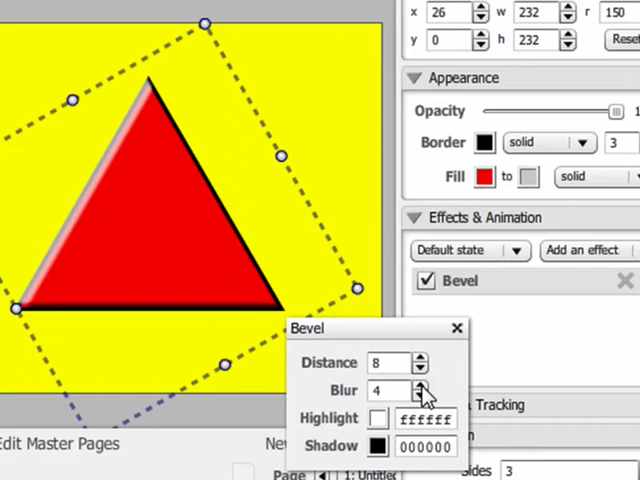 x 26 w 232 r 150
y 0 h 232 Reset
Appearance
Opacity 1
Border solid 3
Fill to solid
Effects & Animation
Default state Add an effect
Bevel
Bevel
Distance 8
Blur 4
Highlight ffffff
Shadow 000000
& Tracking
Edit Master Pages
Page 1: Untitled
Sides 3